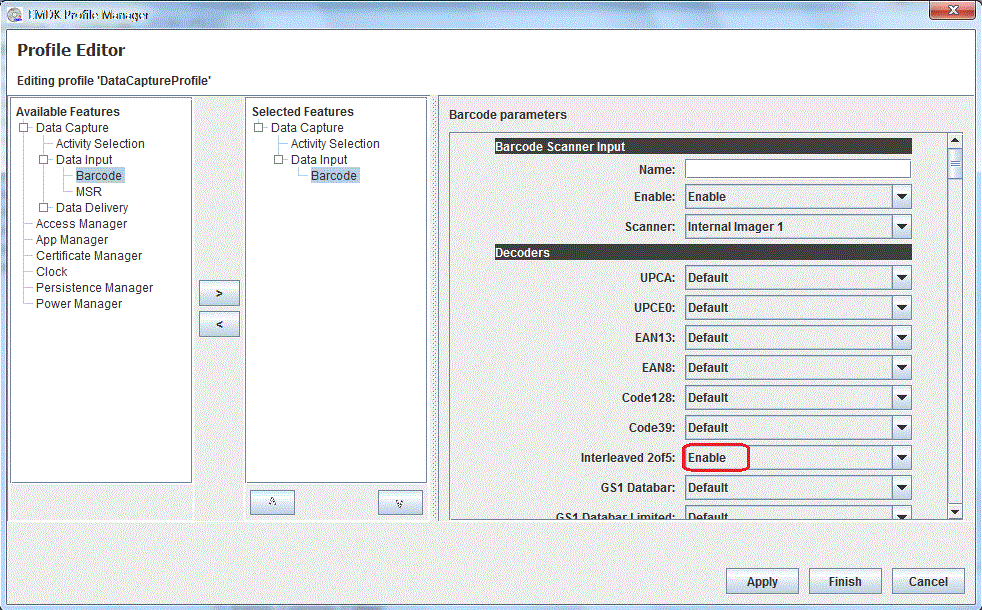 EMDK Profile Manager
Profile Editor
Editing profile 'DataCaptureProfile'
Available Features
Data Capture
Activity Selection
Data Input
Barcode
MSR
Data Delivery
Access Manager
App Manager
Certificate Manager
Clock
Persistence Manager
Power Manager
>
<
Selected Features
Data Capture
Activity Selection
Data Input
Barcode
Barcode parameters
Barcode Scanner Input
Name:
Enable: Enable
Scanner: Internal Imager 1
Decoders
UPCA: Default
UPCE0: Default
EAN13: Default
EAN8: Default
Code128: Default
Code39: Default
Interleaved 2of5: Enable
GS1 Databar: Default
GS1 Databar Limited: Default
Apply Finish Cancel